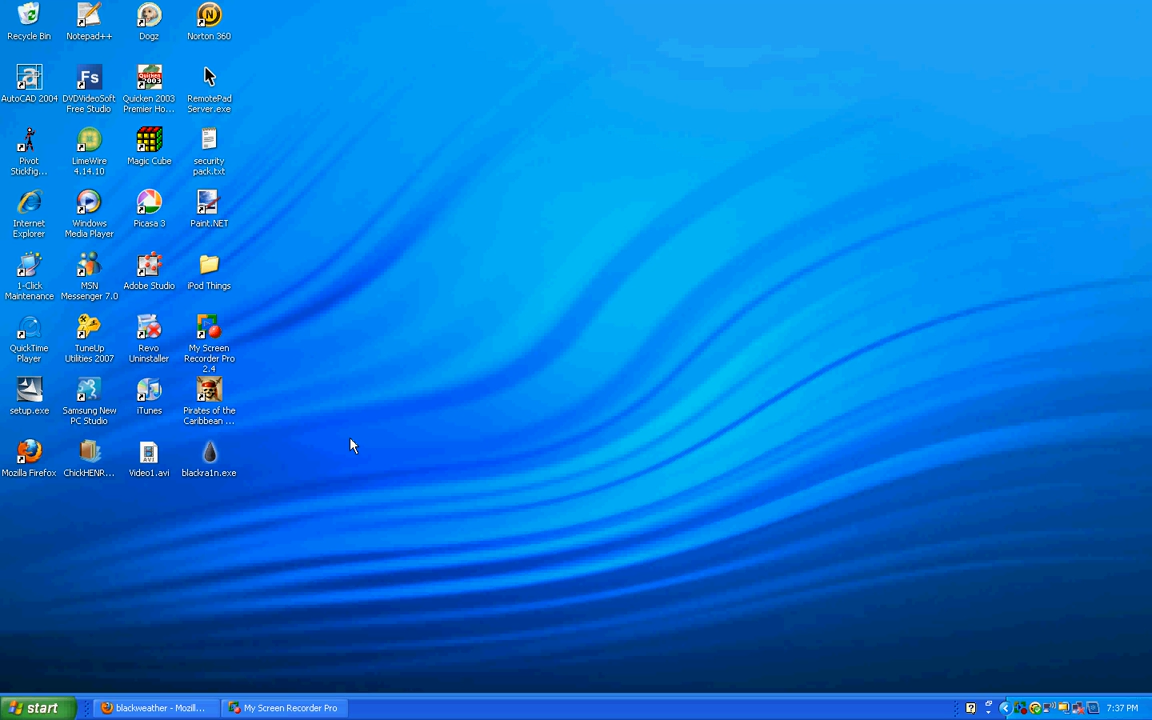 Recycle Bin
Notepad++
Dogz
Norton 360
AutoCAD 2004
DVDVideoSoft
Free Studio
Quicken 2003
Premier Ho...
RemotePad
Server.exe
Pivot
Stickfig...
LimeWire
4.14.10
Magic Cube
security
pack.txt
Internet
Explorer
Windows
Media Player
Picasa 3
Paint.NET
1-Click
Maintenance
MSN
Messenger 7.0
Adobe Studio
iPod Things
QuickTime
Player
TuneUp
Utilities 2007
Revo
Uninstaller
My Screen
Recorder Pro
2.4
setup.exe
Samsung New
PC Studio
iTunes
Pirates of the
Caribbean ...
Mozilla Firefox
ChickHENR...
Video1.avi
blackra1n.exe
start
blackweather - Mozill...
My Screen Recorder Pro
7:37 PM